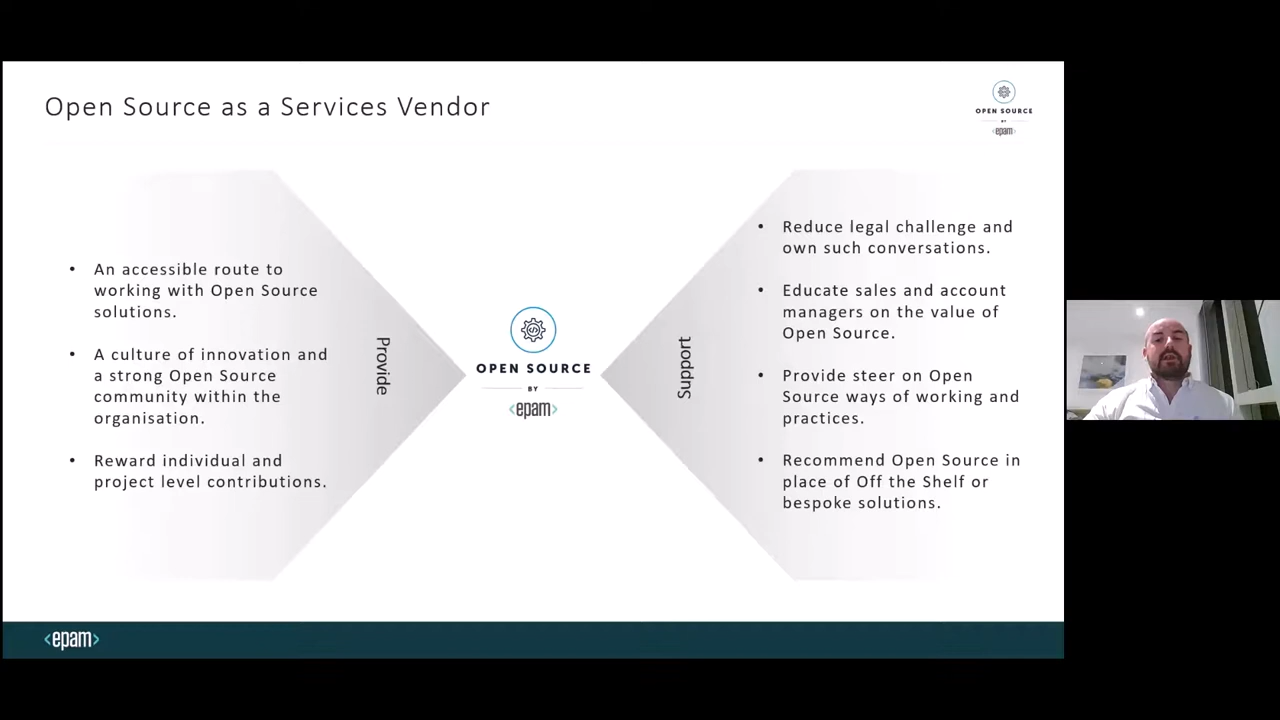 Open Source as a Services Vendor
OPEN SOURCE
BY
<epam>
• An accessible route to
working with Open Source
solutions.
• A culture of innovation and
a strong Open Source
community within the
organisation.
• Reward individual and
project level contributions.
Provide
OPEN SOURCE
BY
<epam>
Support
• Reduce legal challenge and
own such conversations.
• Educate sales and account
managers on the value of
Open Source.
• Provide steer on Open
Source ways of working and
practices.
• Recommend Open Source in
place of Off the Shelf or
bespoke solutions.
<epam>